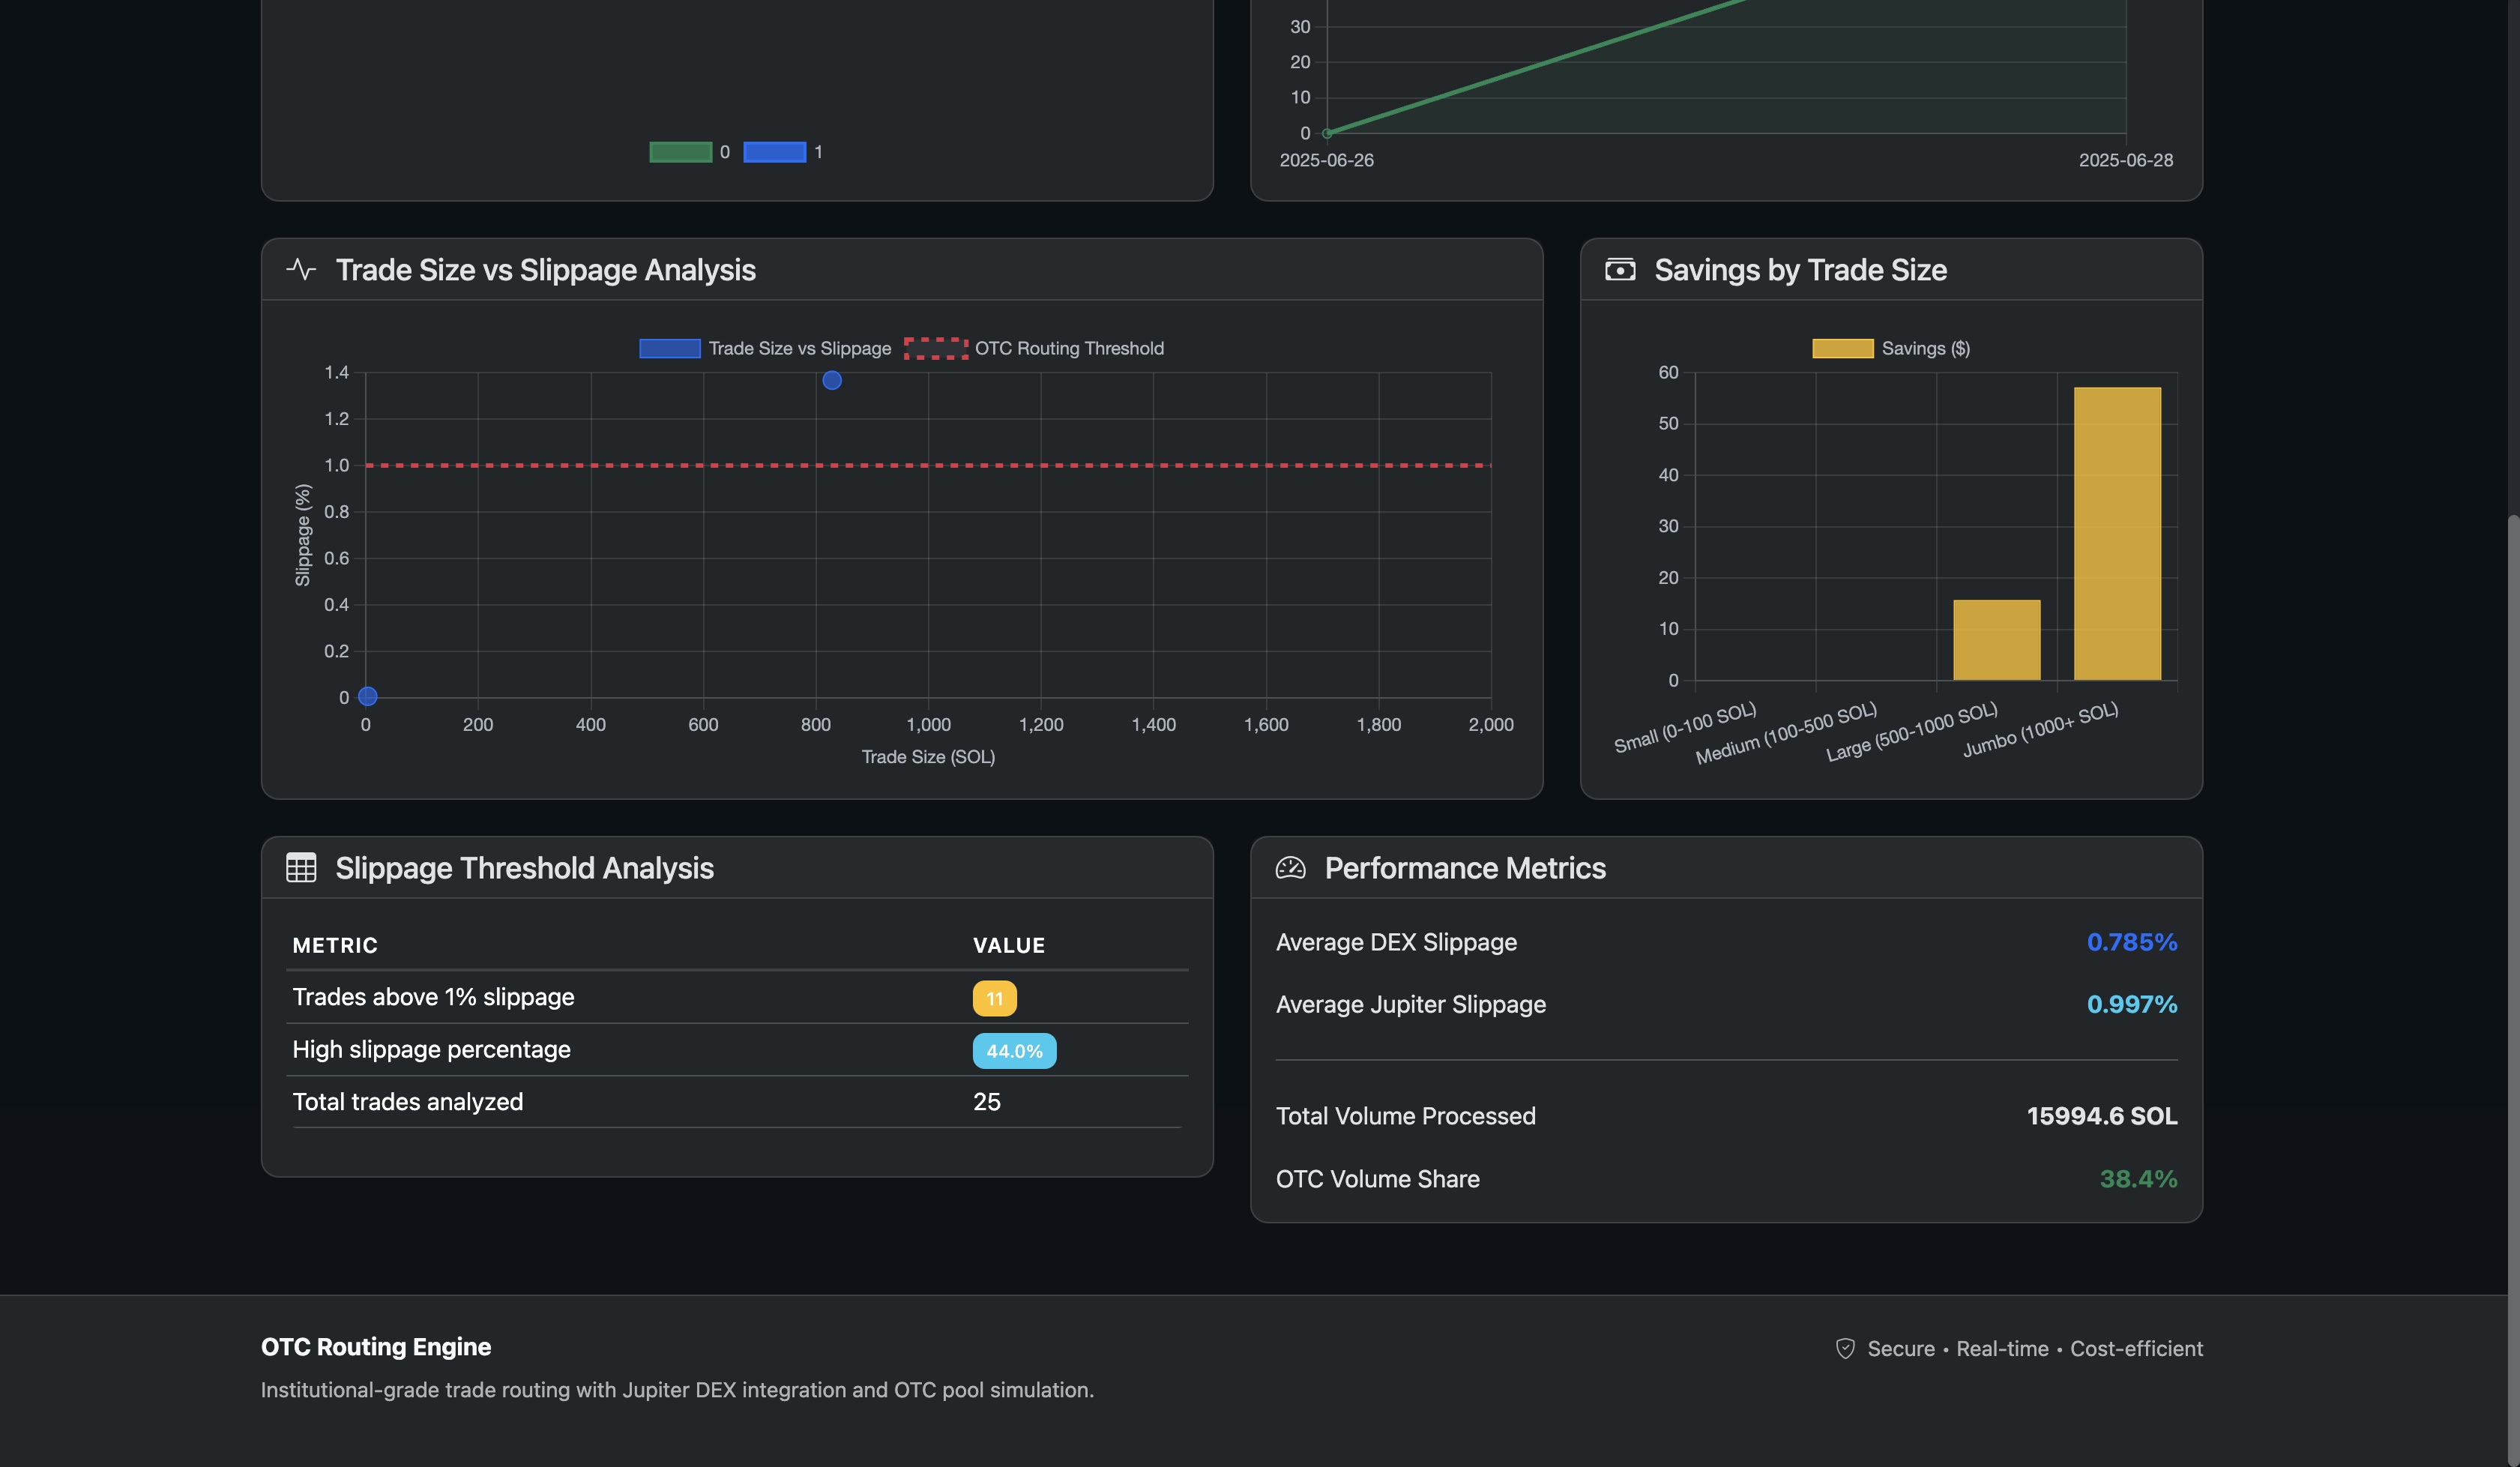 0 1
30
20
10
0
2025-06-26 2025-06-28
Trade Size vs Slippage Analysis
Trade Size vs Slippage OTC Routing Threshold
1.4
1.2
1.0
0.8
0.6
0.4
0.2
0
Slippage (%)
0 200 400 600 800 1,000 1,200 1,400 1,600 1,800 2,000
Trade Size (SOL)
Savings by Trade Size
Savings ($)
60
50
40
30
20
10
0
Small (0-100 SOL)
Medium (100-500 SOL)
Large (500-1000 SOL)
Jumbo (1000+ SOL)
Slippage Threshold Analysis
METRIC VALUE
Trades above 1% slippage 11
High slippage percentage 44.0%
Total trades analyzed 25
Performance Metrics
Average DEX Slippage 0.785%
Average Jupiter Slippage 0.997%
Total Volume Processed 15994.6 SOL
OTC Volume Share 38.4%
OTC Routing Engine
Institutional-grade trade routing with Jupiter DEX integration and OTC pool simulation.
Secure • Real-time • Cost-efficient